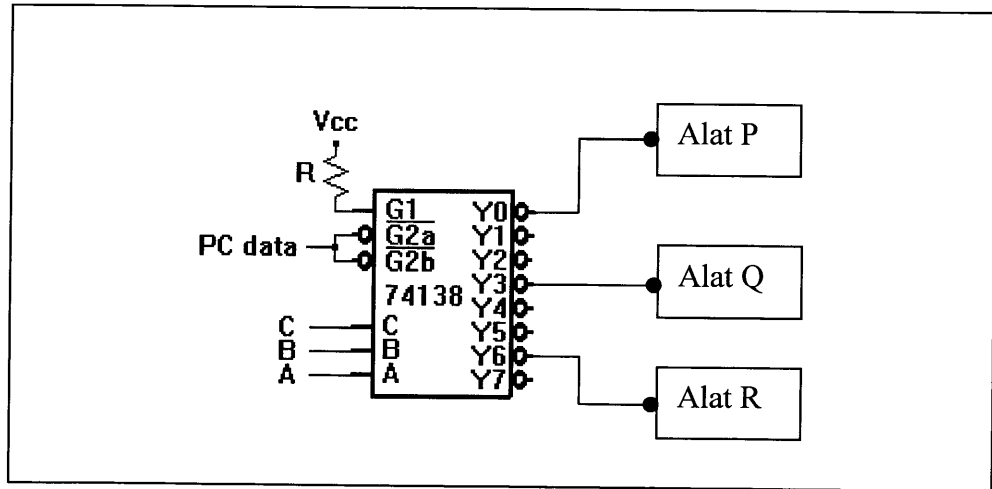 Vcc
R
PC data
C
B
A
G1
G2a
G2b
74138
C
B
A
Y0
Y1
Y2
Y3
Y4
Y5
Y6
Y7
Alat P
Alat Q
Alat R